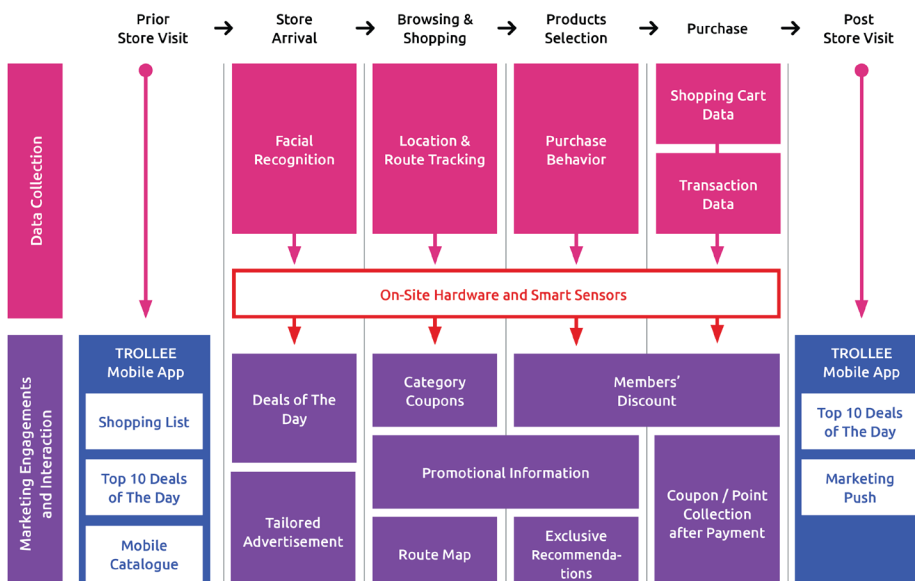 Prior
Store Visit
Store
Arrival
Browsing &
Shopping
Products
Selection
Purchase
Post
Store Visit
Data Collection
Facial
Recognition
Location &
Route Tracking
Purchase
Behavior
Shopping Cart
Data
Transaction
Data
On-Site Hardware and Smart Sensors
Marketing Engagements
and Interaction
TROLLEE
Mobile App
Shopping List
Top 10 Deals
of The Day
Mobile
Catalogue
Deals of The
Day
Tailored
Advertisement
Category
Coupons
Members'
Discount
Promotional Information
Route Map
Exclusive
Recommenda-
tions
Coupon / Point
Collection
after Payment
TROLLEE
Mobile App
Top 10 Deals
of The Day
Marketing
Push